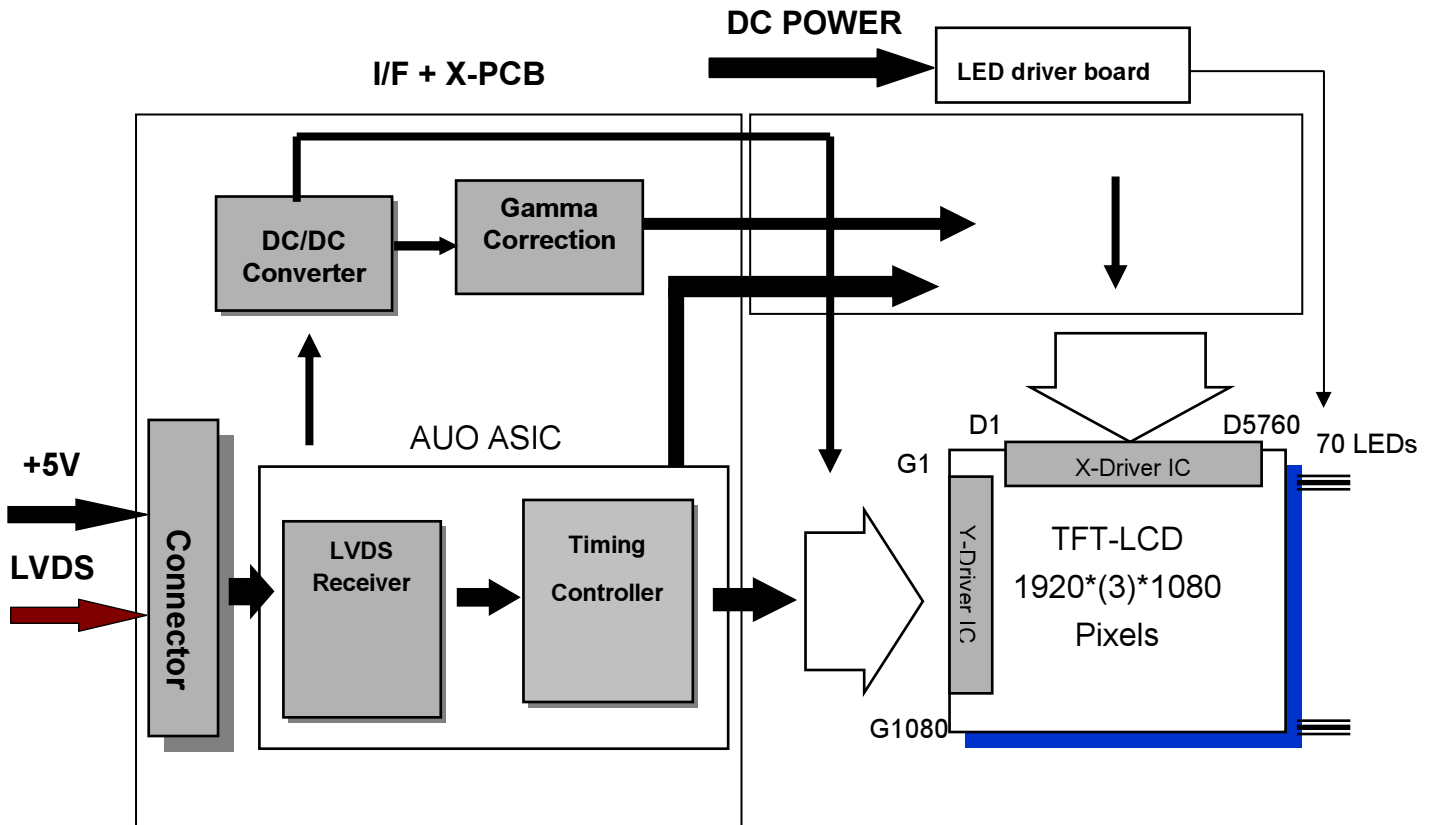 DC POWER
LED driver board
I/F + X-PCB
Gamma
Correction
DC/DC
Converter
AUO ASIC
D1
D5760
70 LEDs
+5V
G1
X-Driver IC
LVDS
Connector
LVDS
Receiver
Timing
Controller
Y-Driver IC
TFT-LCD
1920*(3)*1080
Pixels
G1080